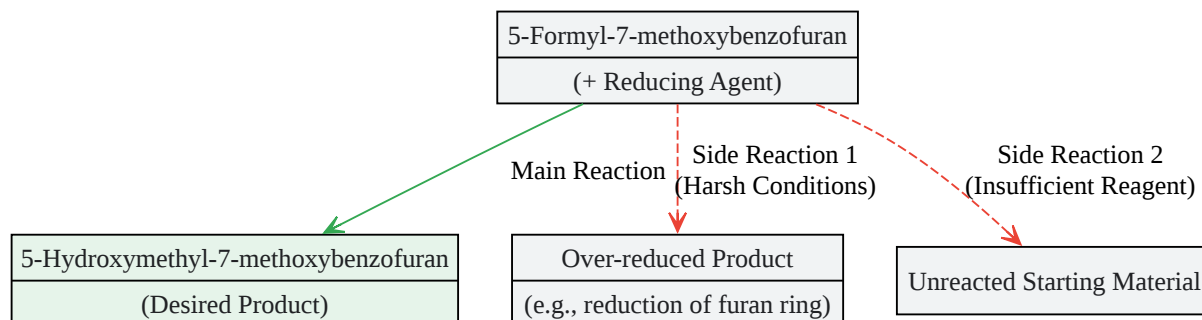 5-Formyl-7-methoxybenzofuran
(+ Reducing Agent)
Main Reaction
Side Reaction 1
(Harsh Conditions)
Side Reaction 2
(Insufficient Reagent)
5-Hydroxymethyl-7-methoxybenzofuran
(Desired Product)
Over-reduced Product
(e.g., reduction of furan ring)
Unreacted Starting Material